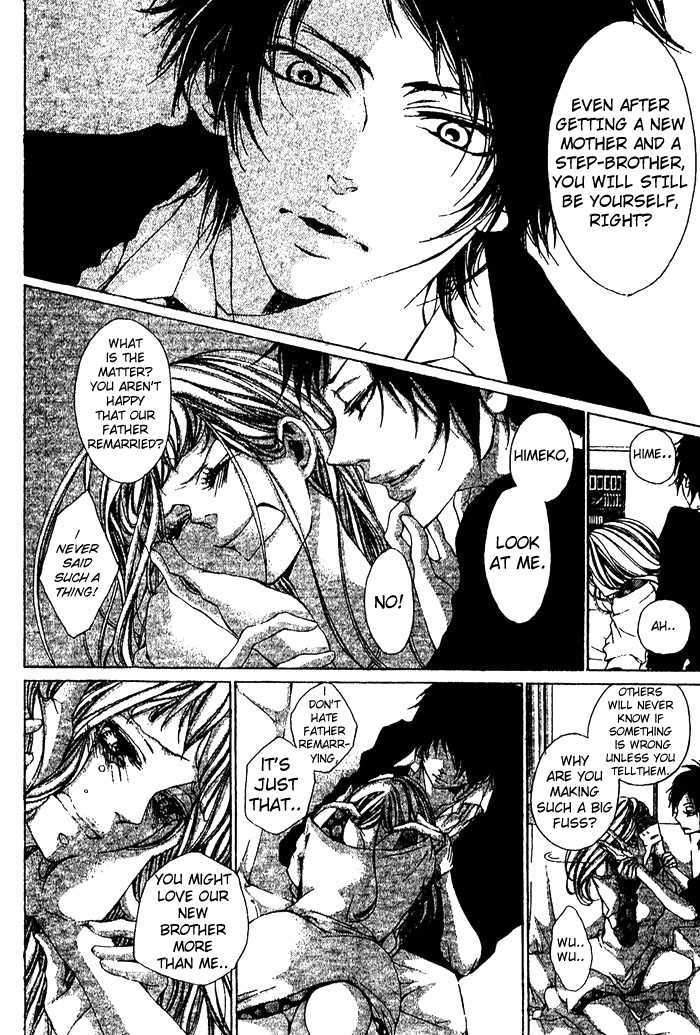 EVEN AFTER
GETTING A NEW
MOTHER AND A
STEP-BROTHER,
YOU WILL STILL
BE YOURSELF,
RIGHT?
HIME..
AH..
HIMEKO,
LOOK
AT ME.
NO!
WHAT
IS THE
MATTER?
YOU AREN'T
HAPPY
THAT OUR
FATHER
REMARRIED?
I
NEVER
SAID
SUCH A
THING!
OTHERS
WILL NEVER
KNOW IF
SOMETHING
IS WRONG
UNLESS YOU
TELLTHEM.
WHY
ARE YOU
MAKING
SUCH A BIG
FUSS?
WU..
WU..
I
DON'T
HATE
FATHER
REMARR-
YING,
IT'S
JUST
THAT..
YOU MIGHT
LOVE OUR
NEW
BROTHER
MORE
THAN ME..